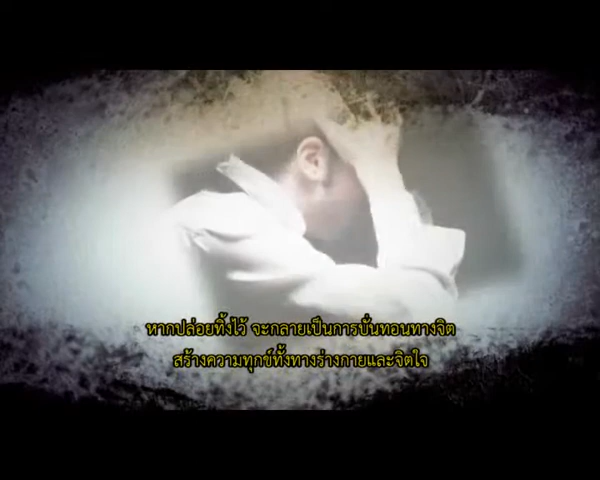 หากปล่อยทิ้งไว้ จะกลายเป็นการบั่นทอนทางจิต
สร้างความทุกข์ทั้งทางร่างกายและจิตใจ